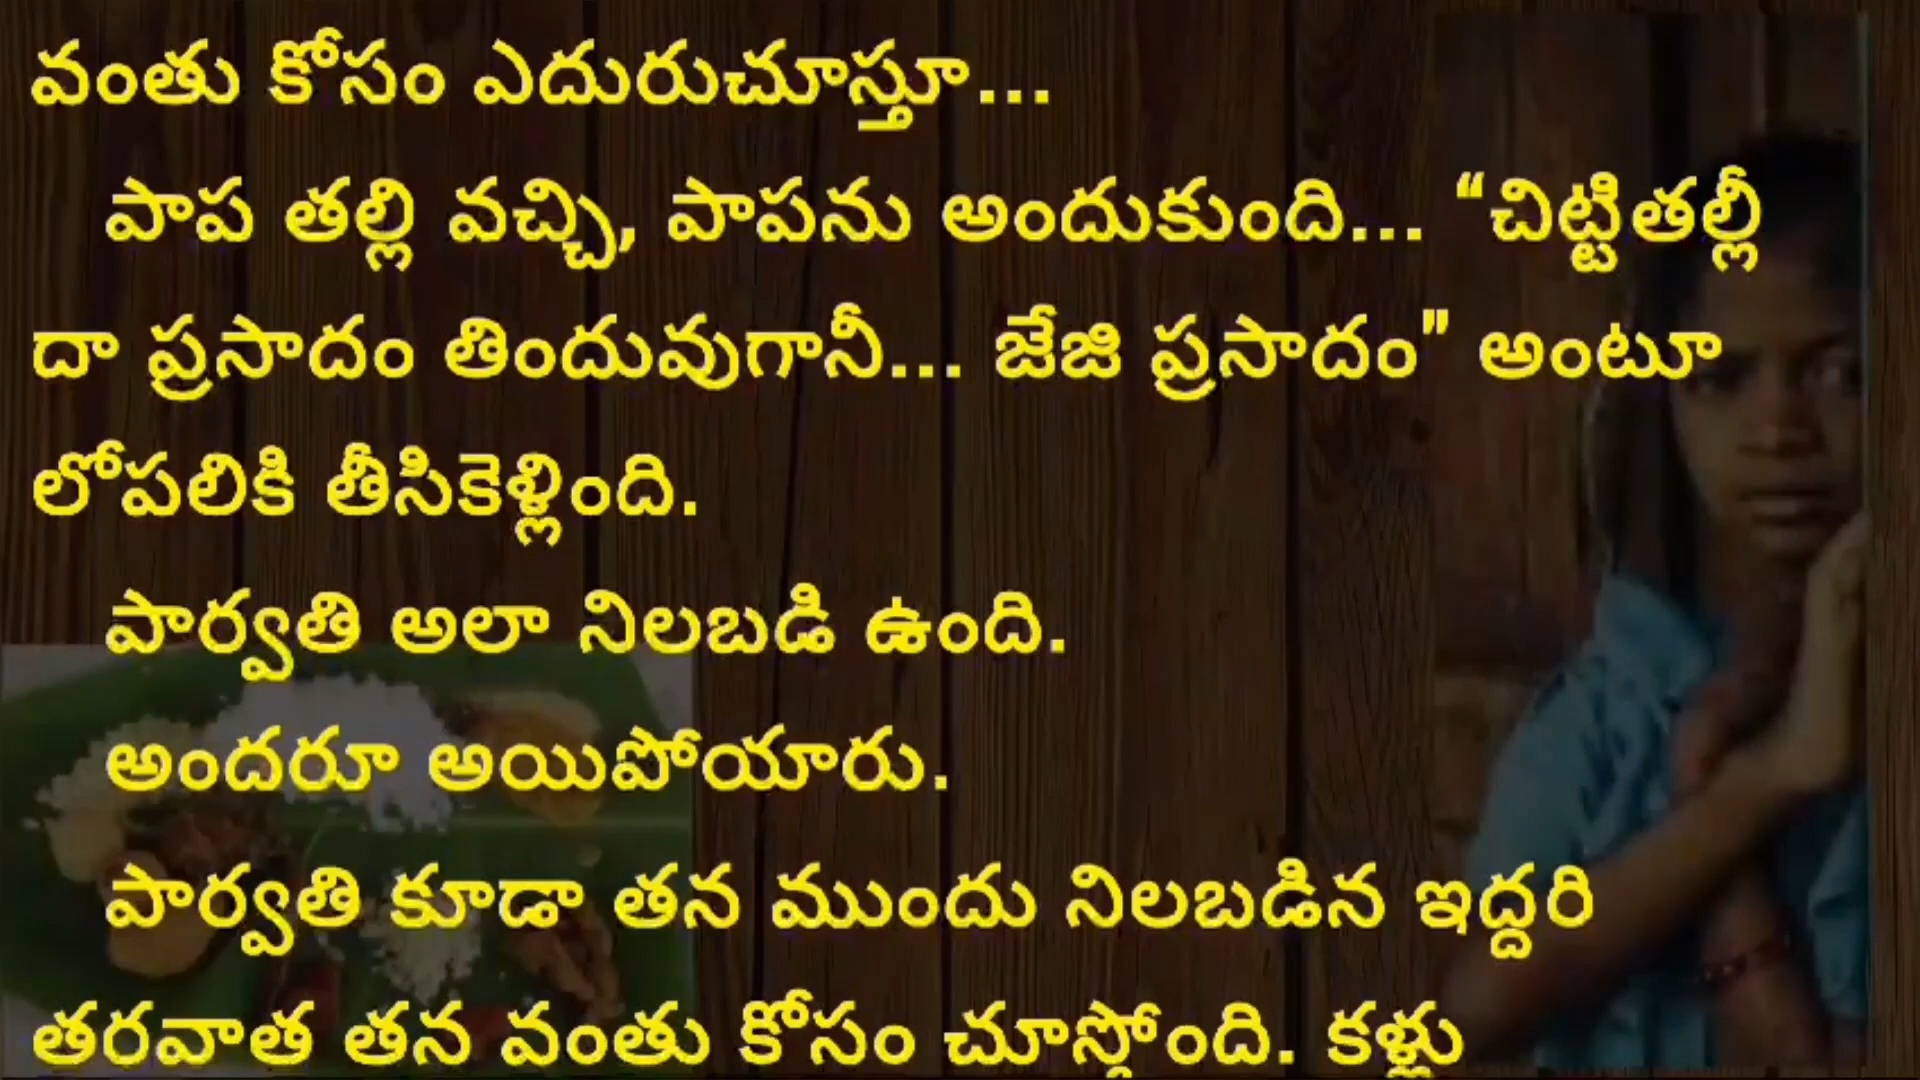 వంతు కోసం ఎదురుచూస్తూ...
పాప తల్లి వచ్చి, పాపను అందుకుంది... “చిట్టితల్లీ
దా ప్రసాదం తిందువుగానీ... జేజి ప్రసాదం” అంటూ
లోపలికి తీసికెళ్లింది.
పార్వతి అలా నిలబడి ఉంది.
అందరూ అయిపోయారు.
పార్వతి కూడా తన ముందు నిలబడిన ఇద్దరి
తరవాత తన వంతు కోసం చూస్తోంది. కళ్లు